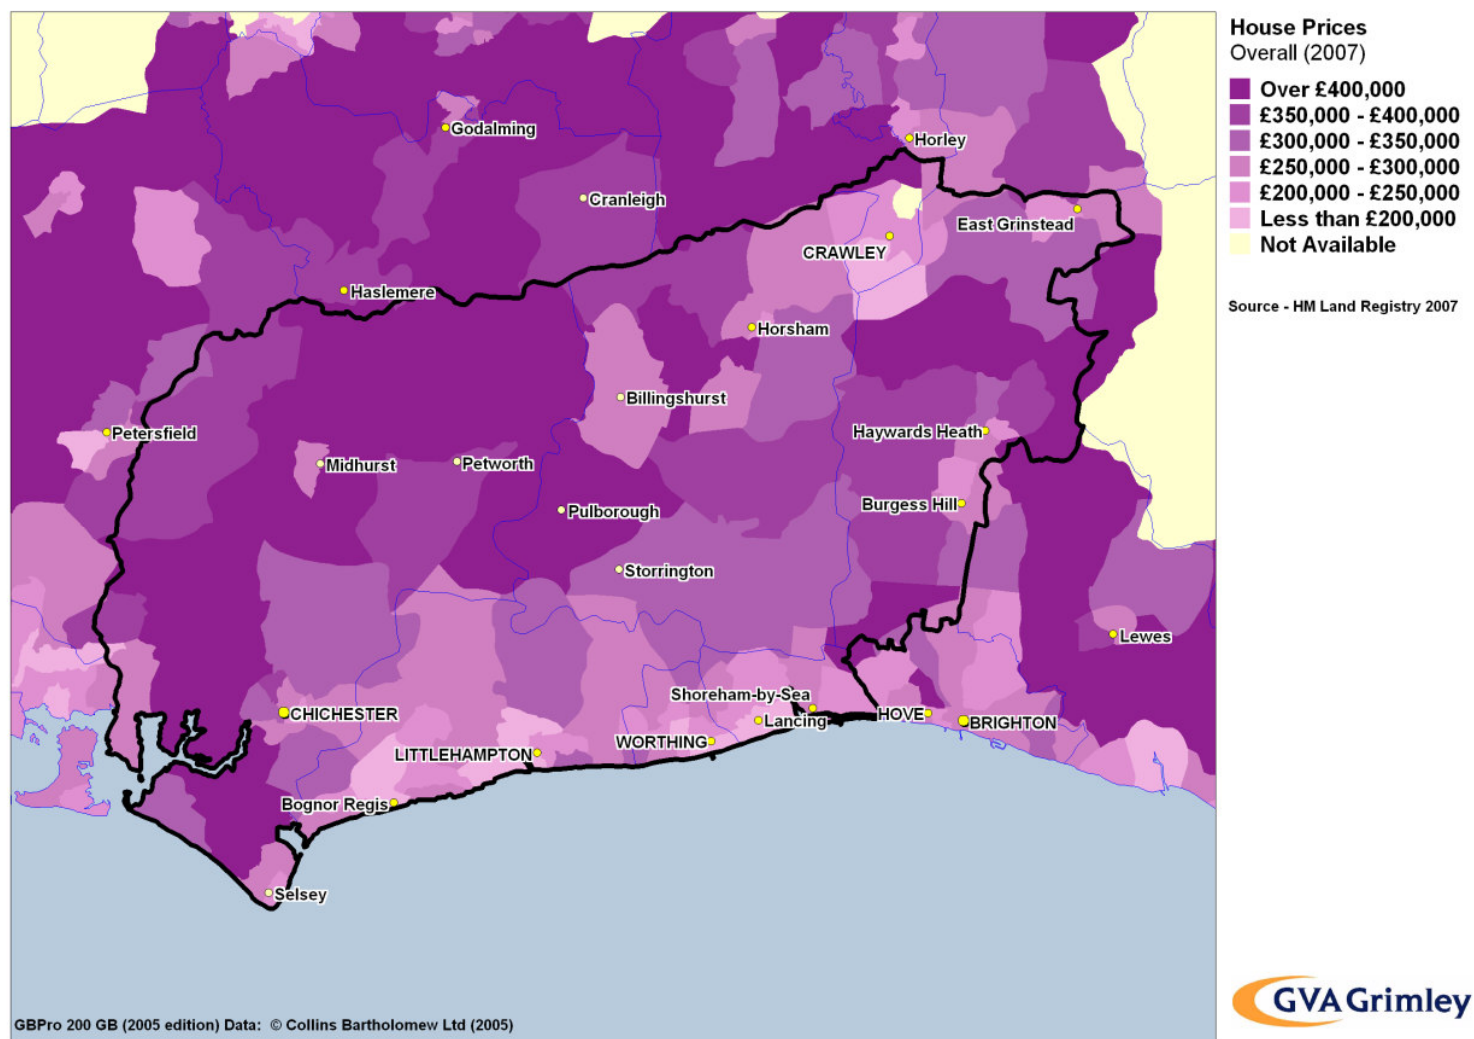 House Prices
Overall (2007)
Over £400,000
£350,000 - £400,000
£300,000 - £350,000
£250,000 - £300,000
£200,000 - £250,000
Less than £200,000
Not Available
Source - HM Land Registry 2007
Godalming
Horley
Cranleigh
East Grinstead
CRAWLEY
Haslemere
Horsham
Billingshurst
Petersfield
Haywards Heath
Midhurst
Petworth
Pulborough
Burgess Hill
Storrington
Lewes
Shoreham-by-Sea
CHICHESTER
HOVE
Lancing
BRIGHTON
WORTHING
LITTLEHAMPTON
Bognor Regis
Selsey
GVA Grimley
GBPro 200 GB (2005 edition) Data: © Collins Bartholomew Ltd (2005)